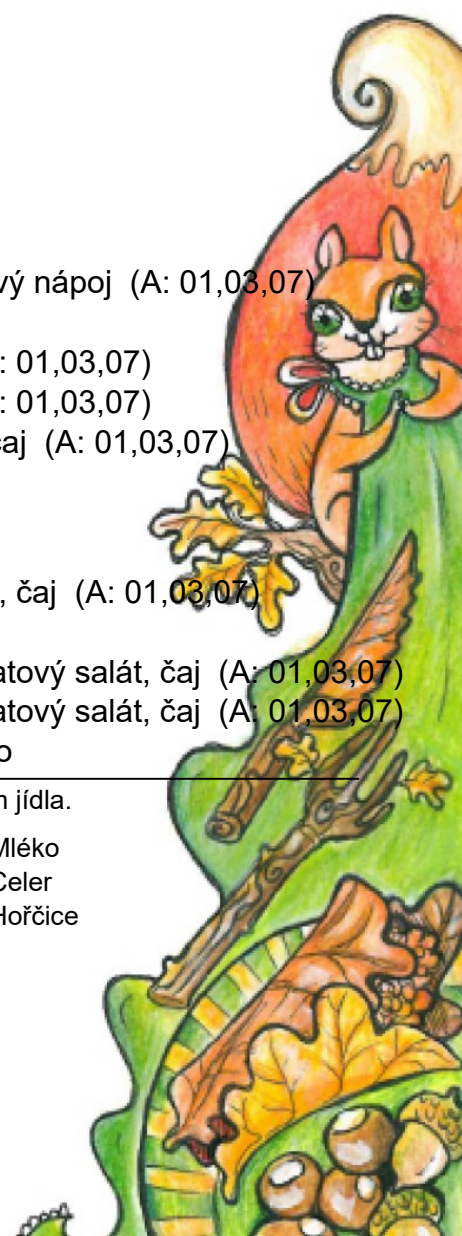 vý nápoj (A: 01,03,07)
: 01,03,07)
: 01,03,07)
čaj (A: 01,03,07)
, čaj (A: 01,03,07)
atový salát, čaj (A: 01,03,07)
atový salát, čaj (A: 01,03,07)
o
jídla.
Mléko
Celer
Hořčice